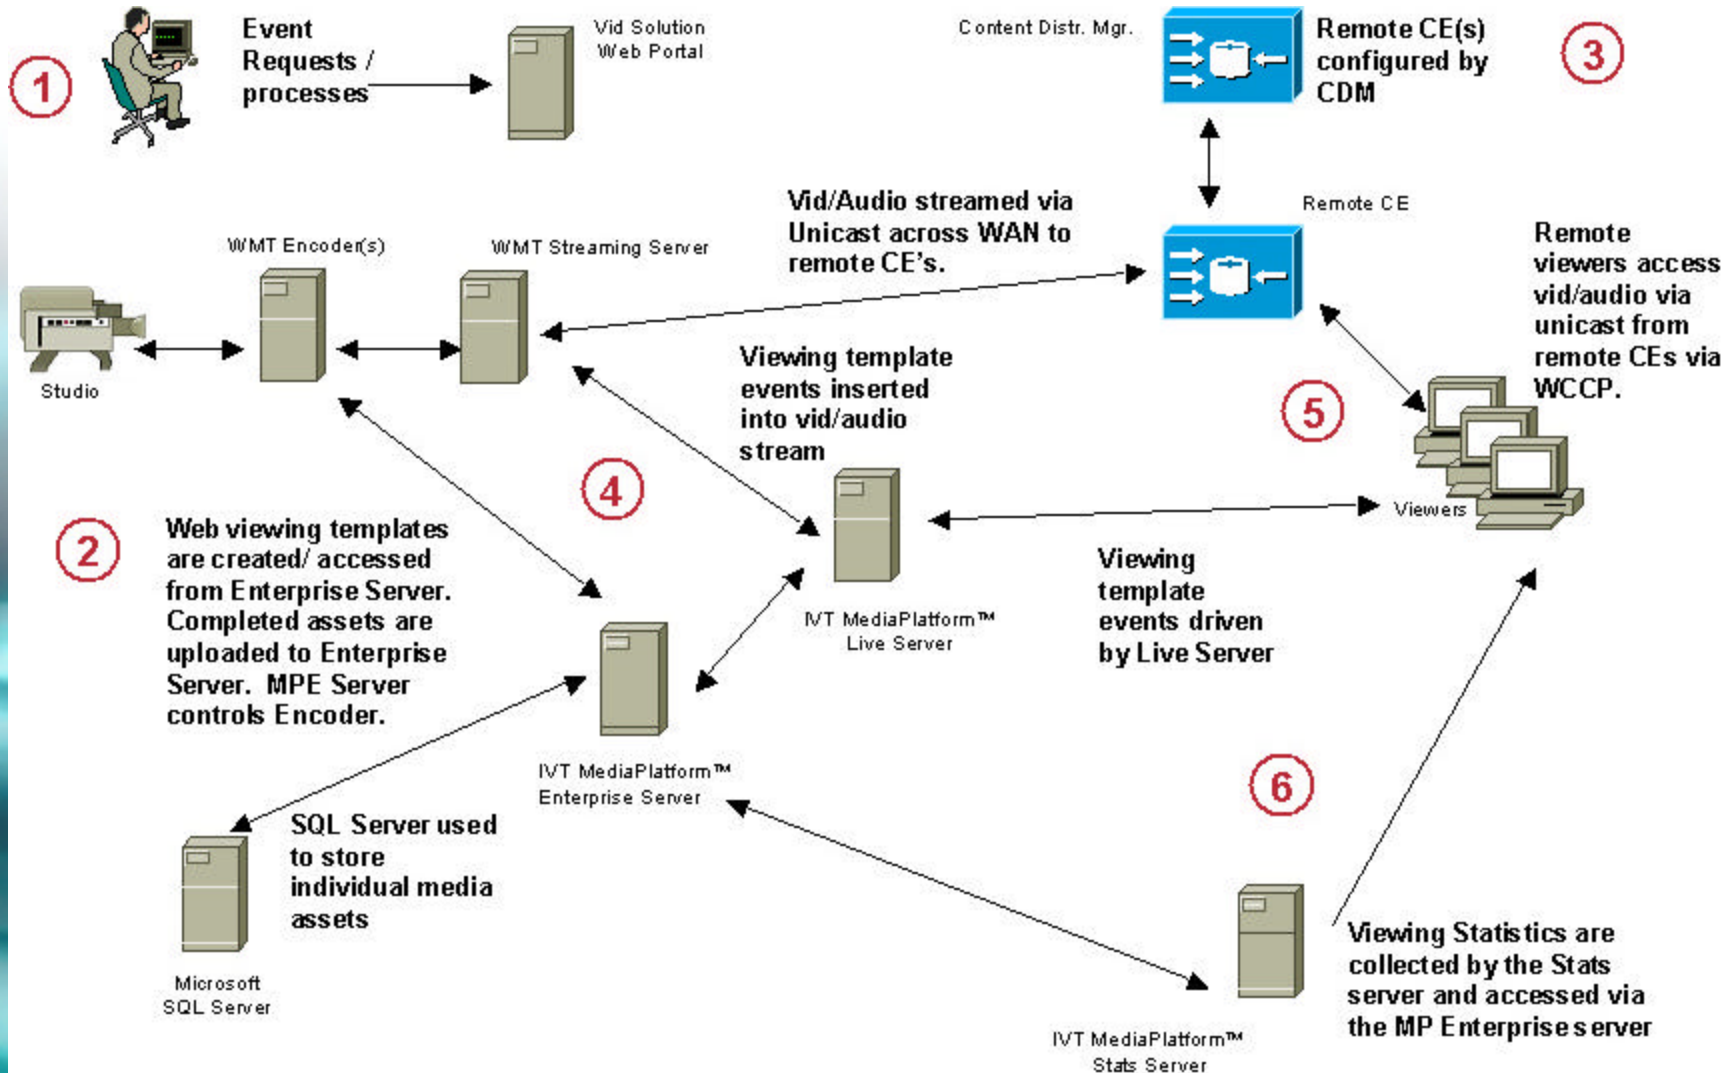 1
Event
Requests /
processes
Vid Solution
Web Portal
Content Distr. Mgr.
Remote CE(s)
configured by
CDM
3
Vid/Audio streamed via
Unicast across WAN to
remote CE's.
Remote CE
Remote
viewers access
vid/audio via
unicast from
remote CEs via
WCCP.
WMT Encoder(s)
WMT Streaming Server
Studio
Viewing template
events inserted
into vid/audio
stream
5
4
Viewers
2
Web viewing templates
are created/ accessed
from Enterprise Server.
Completed assets are
uploaded to Enterprise
Server. MPE Server
controls Encoder.
IVT MediaPlatform™
Live Server
Viewing
template
events driven
by Live Server
IVT MediaPlatform™
Enterprise Server
6
SQL Server used
to store
individual media
assets
Microsoft
SQL Server
Viewing Statistics are
collected by the Stats
server and accessed via
the MP Enterprise server
IVT MediaPlatform™
Stats Server